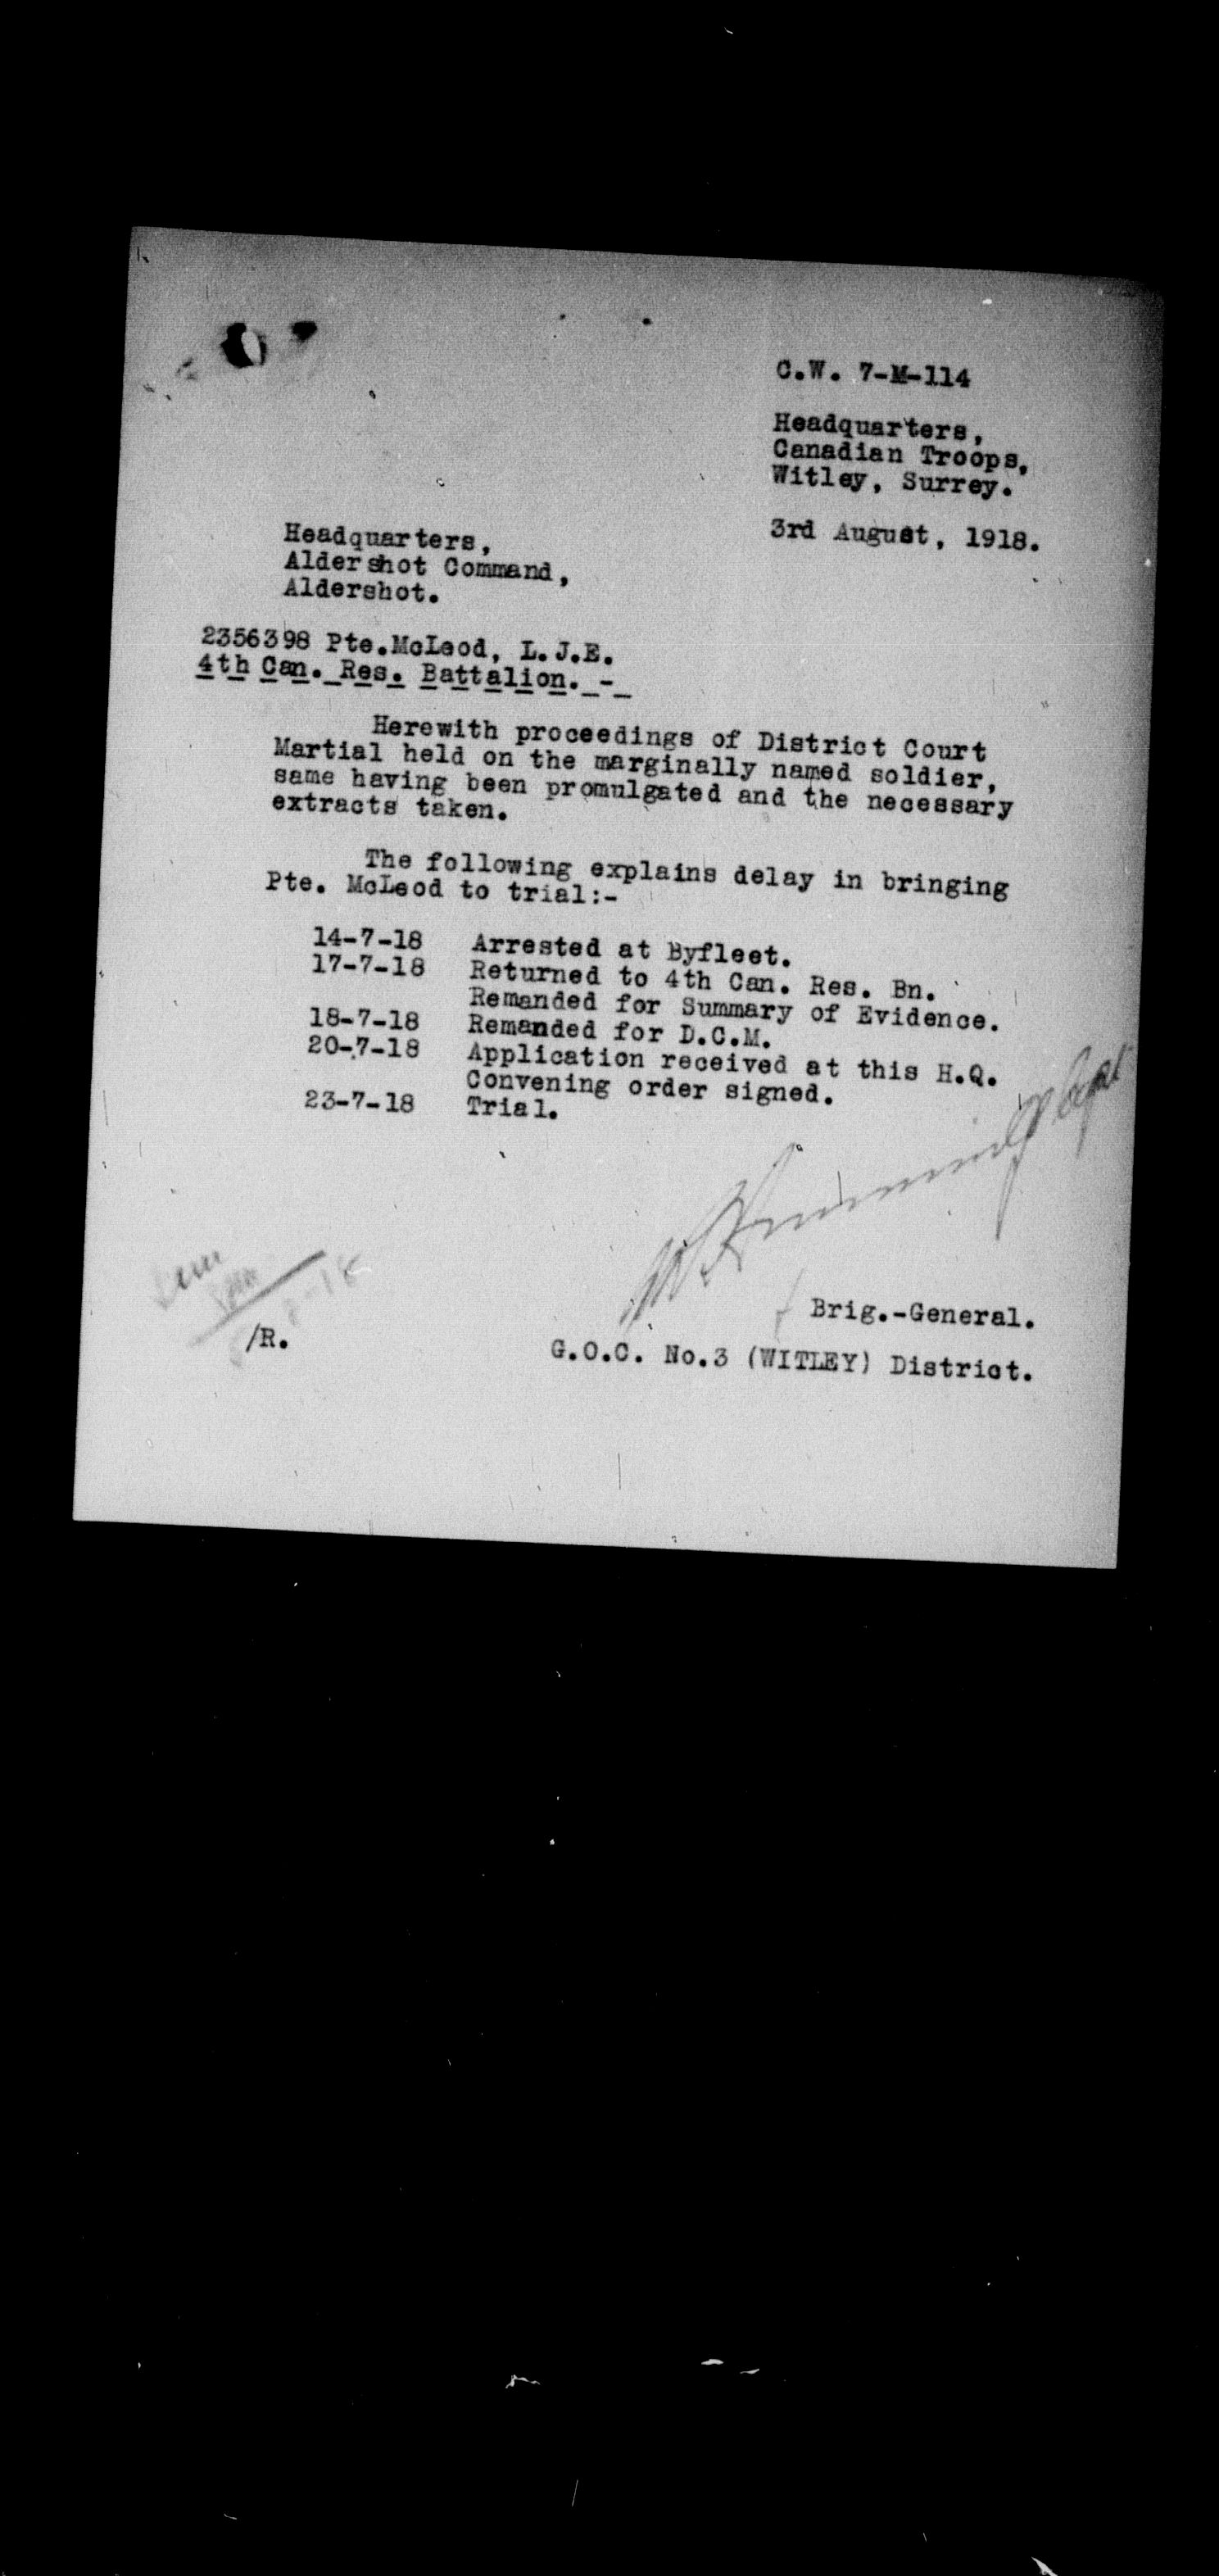 C.W. 7-M-114
Headquarters,
Canadian Troops,
Witley, Surrey.
3rd August, 1918.
Headquarters,
Aldershot Command,
Aldershot.
2356398 Pte.McLeod, L.J.E.
4th Can. Res. Battalion. -
Herewith proceedings of District Court
Martial held on the marginally named soldier,
same having been promulgated and the necessary
extracts taken.
The following explains delay in bringing
Pte. McLeod to trial:-
14-7-18 Arrested at Byfleet.
17-7-18 Returned to 4th Can. Res. Bn.
Remanded for Summary of Evidence.
18-7-18 Remanded for D.C.M.
20-7-18 Application received at this H.Q.
Convening order signed.
23-7-18 Trial.
Brig.-General.
/R.
G.O.C. No.3 (WITLEY) District.